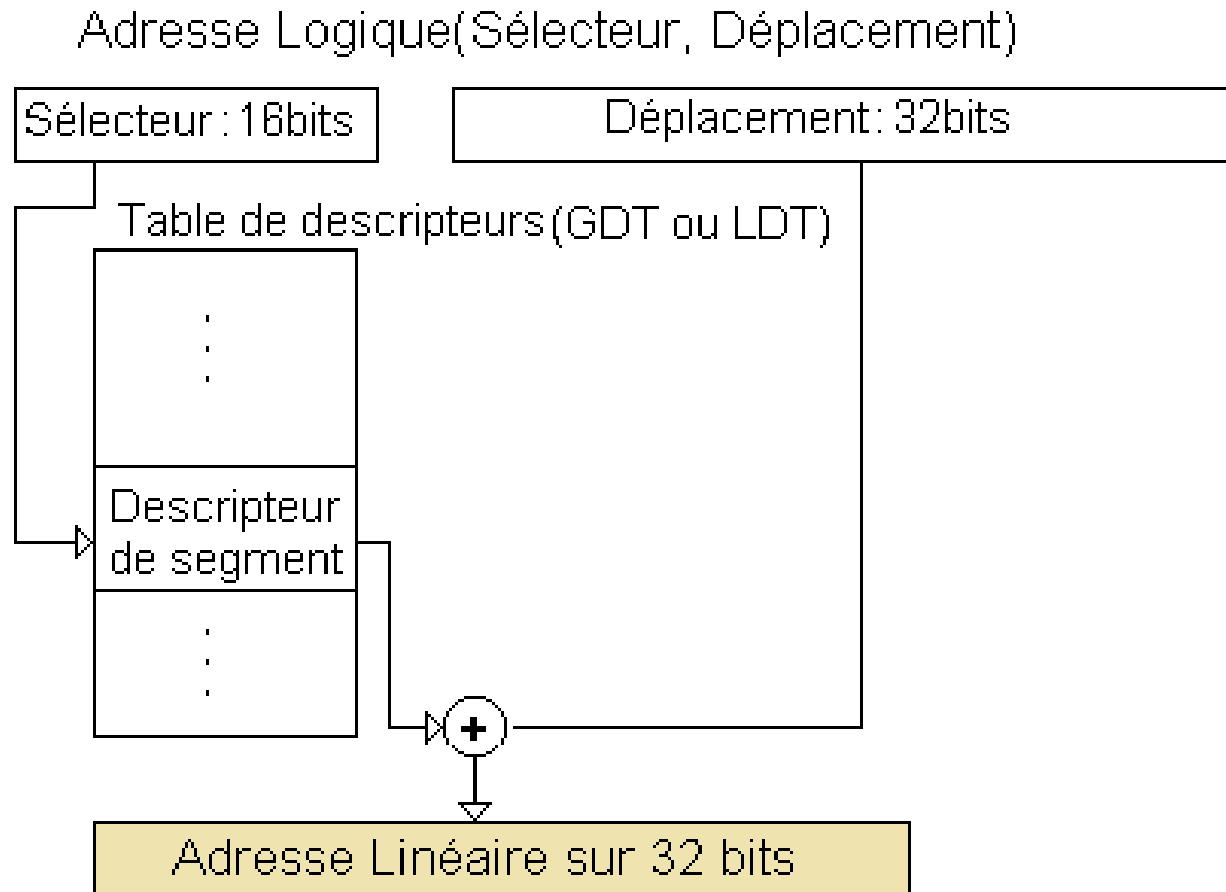 Adresse Logique(Sélecteur, Déplacement)
Sélecteur : 16bits
Déplacement: 32bits
Table de descripteurs(GDT ou LDT)
Descripteur
de segment
+
Adresse Linéaire sur 32 bits